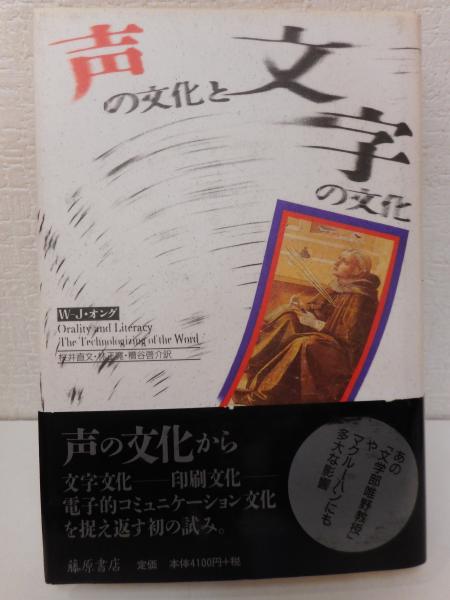 声の文化と
文字の文化
W-J・オング
Orality and Literacy
The Technologizing of the Word
桜井直文・林正寛・糟谷啓介訳
声の文化から
文字文化──印刷文化──
電子的コミュニケーション文化
を捉え返す初の試み。
あの
「文学部唯野教授」
や
マクルーハンにも
多大な影響
藤原書店 定価 本体4100円+税